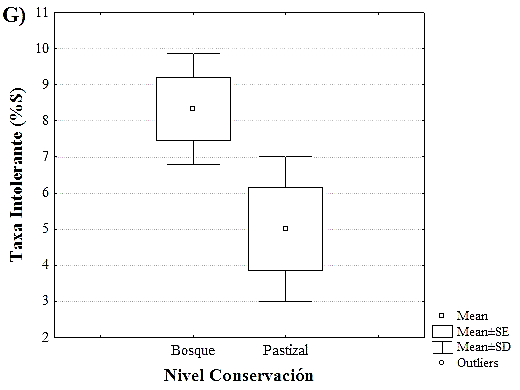 G)
11
10
9
8
7
6
5
4
3
2
Taxa Intolerante (%S)
Bosque
Pastizal
Nivel Conservación
Mean
Mean±SE
Mean±SD
Outliers